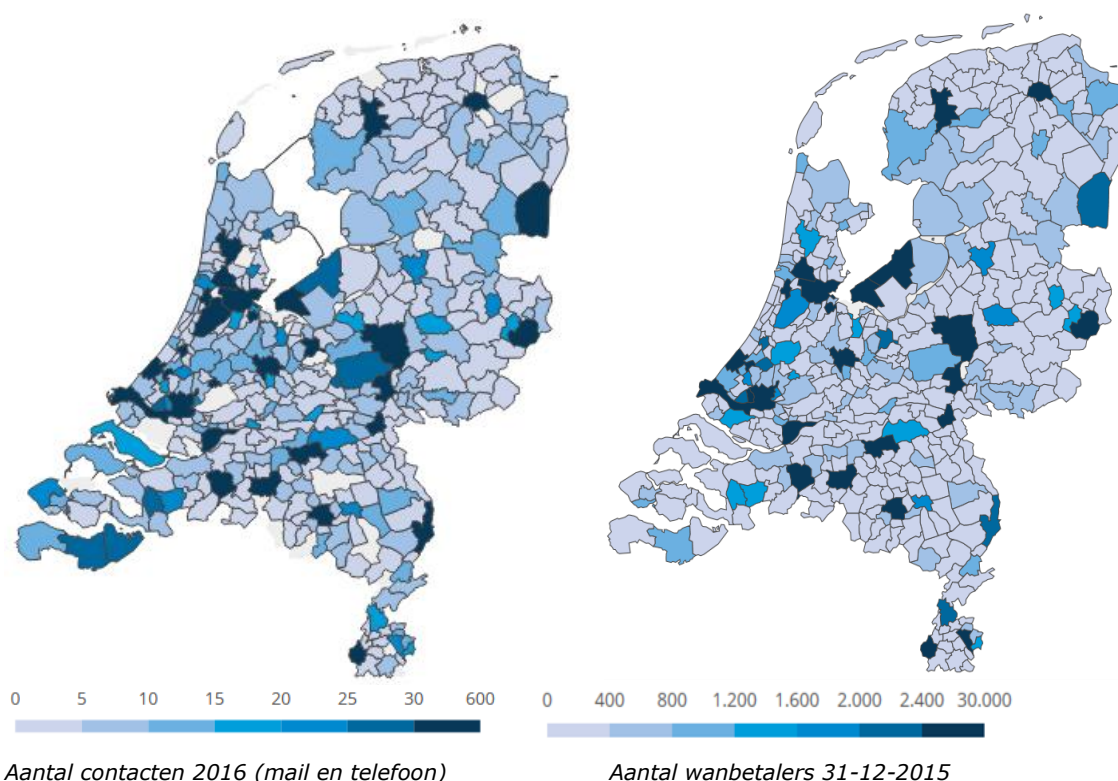 0 5 10 15 20 25 30 600
0 400 800 1.200 1.600 2.000 2.400 30.000
Aantal contacten 2016 (mail en telefoon)
Aantal wanbetalers 31-12-2015